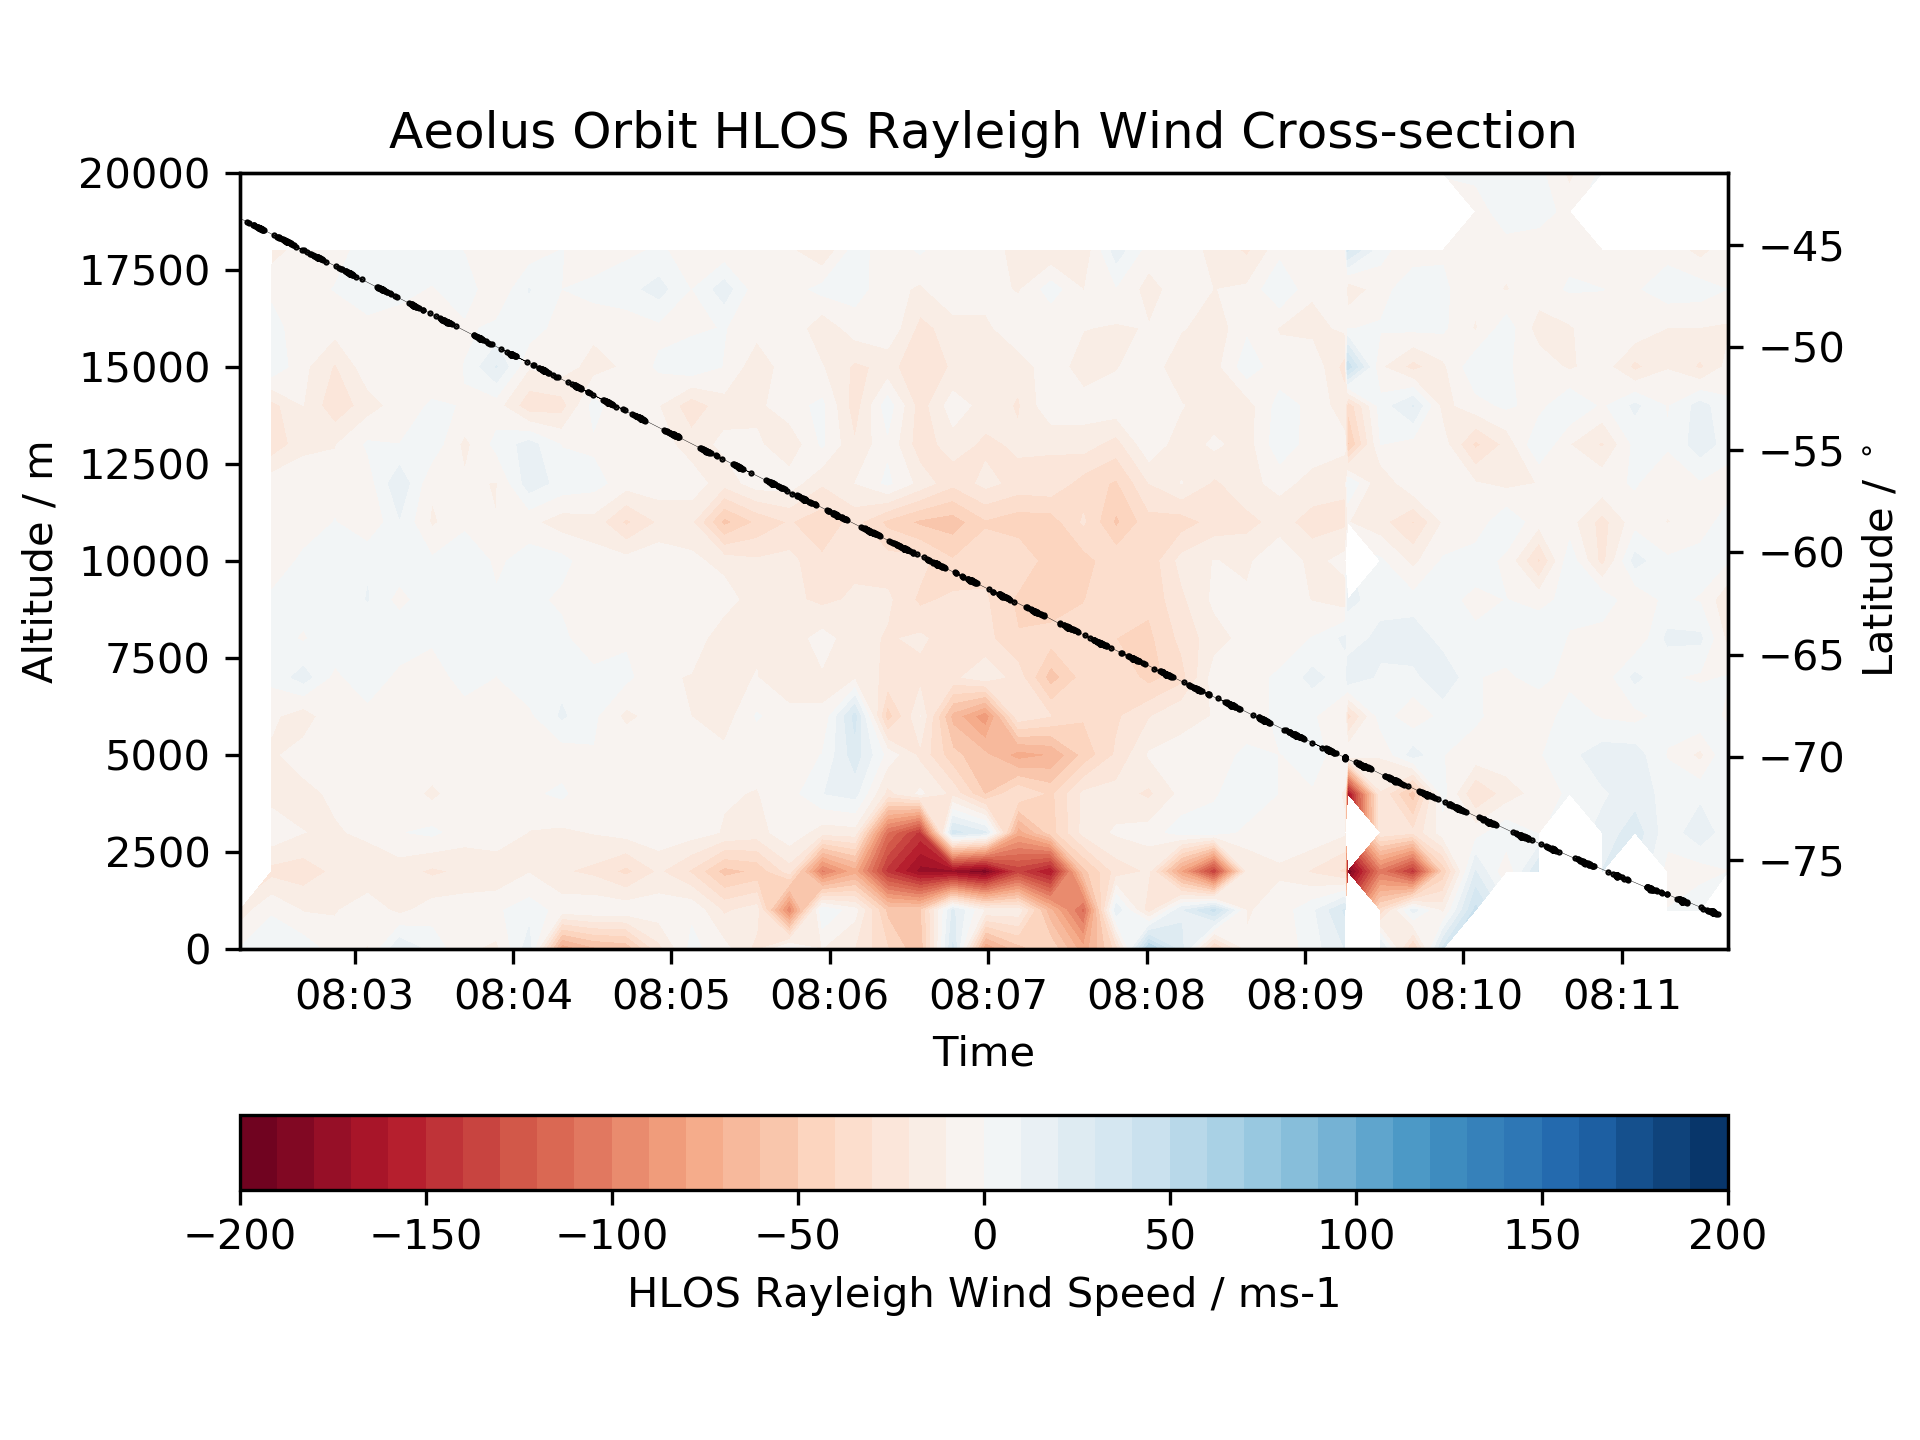 Aeolus Orbit HLOS Rayleigh Wind Cross-section
20000
17500
15000
12500
10000
7500
5000
2500
0
Altitude / m
−45
−50
−55
−60
−65
−70
−75
Latitude / °
08:03 08:04 08:05 08:06 08:07 08:08 08:09 08:10 08:11
Time
−200 −150 −100 −50 0 50 100 150 200
HLOS Rayleigh Wind Speed / ms-1